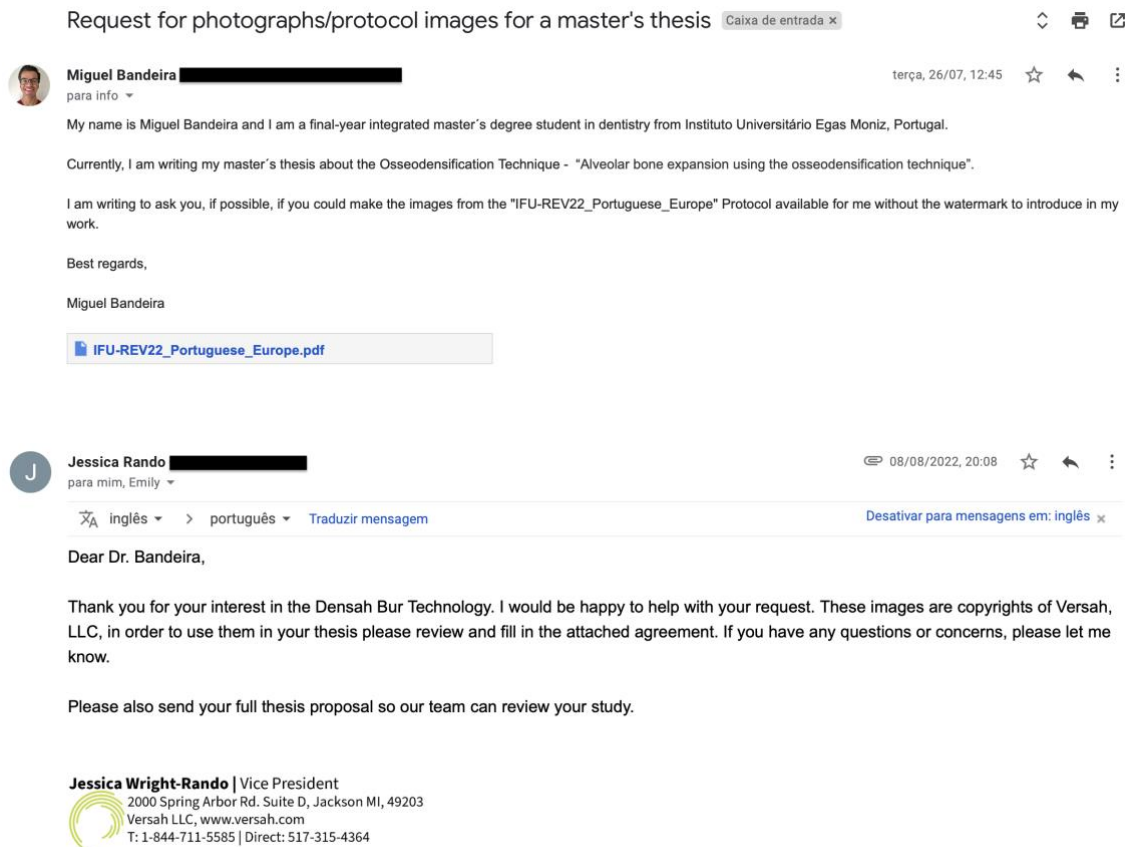 Request for photographs/protocol images for a master's thesis Caixa de entrada x
Miguel Bandeira
terça, 26/07, 12:45
para info
My name is Miguel Bandeira and I am a final-year integrated master´s degree student in dentistry from Instituto Universitário Egas Moniz, Portugal.
Currently, I am writing my master´s thesis about the Osseodensification Technique - “Alveolar bone expansion using the osseodensification technique”.
I am writing to ask you, if possible, if you could make the images from the "IFU-REV22_Portuguese_Europe" Protocol available for me without the watermark to introduce in my
work.
Best regards,
Miguel Bandeira
IFU-REV22_Portuguese_Europe.pdf
J
Jessica Rando
08/08/2022, 20:08
para mim, Emily
inglês > português Traduzir mensagem
Desativar para mensagens em: inglês x
Dear Dr. Bandeira,
Thank you for your interest in the Densah Bur Technology. I would be happy to help with your request. These images are copyrights of Versah,
LLC, in order to use them in your thesis please review and fill in the attached agreement. If you have any questions or concerns, please let me
know.
Please also send your full thesis proposal so our team can review your study.
Jessica Wright-Rando | Vice President
2000 Spring Arbor Rd. Suite D, Jackson MI, 49203
Versah LLC, www.versah.com
T: 1-844-711-5585 | Direct: 517-315-4364